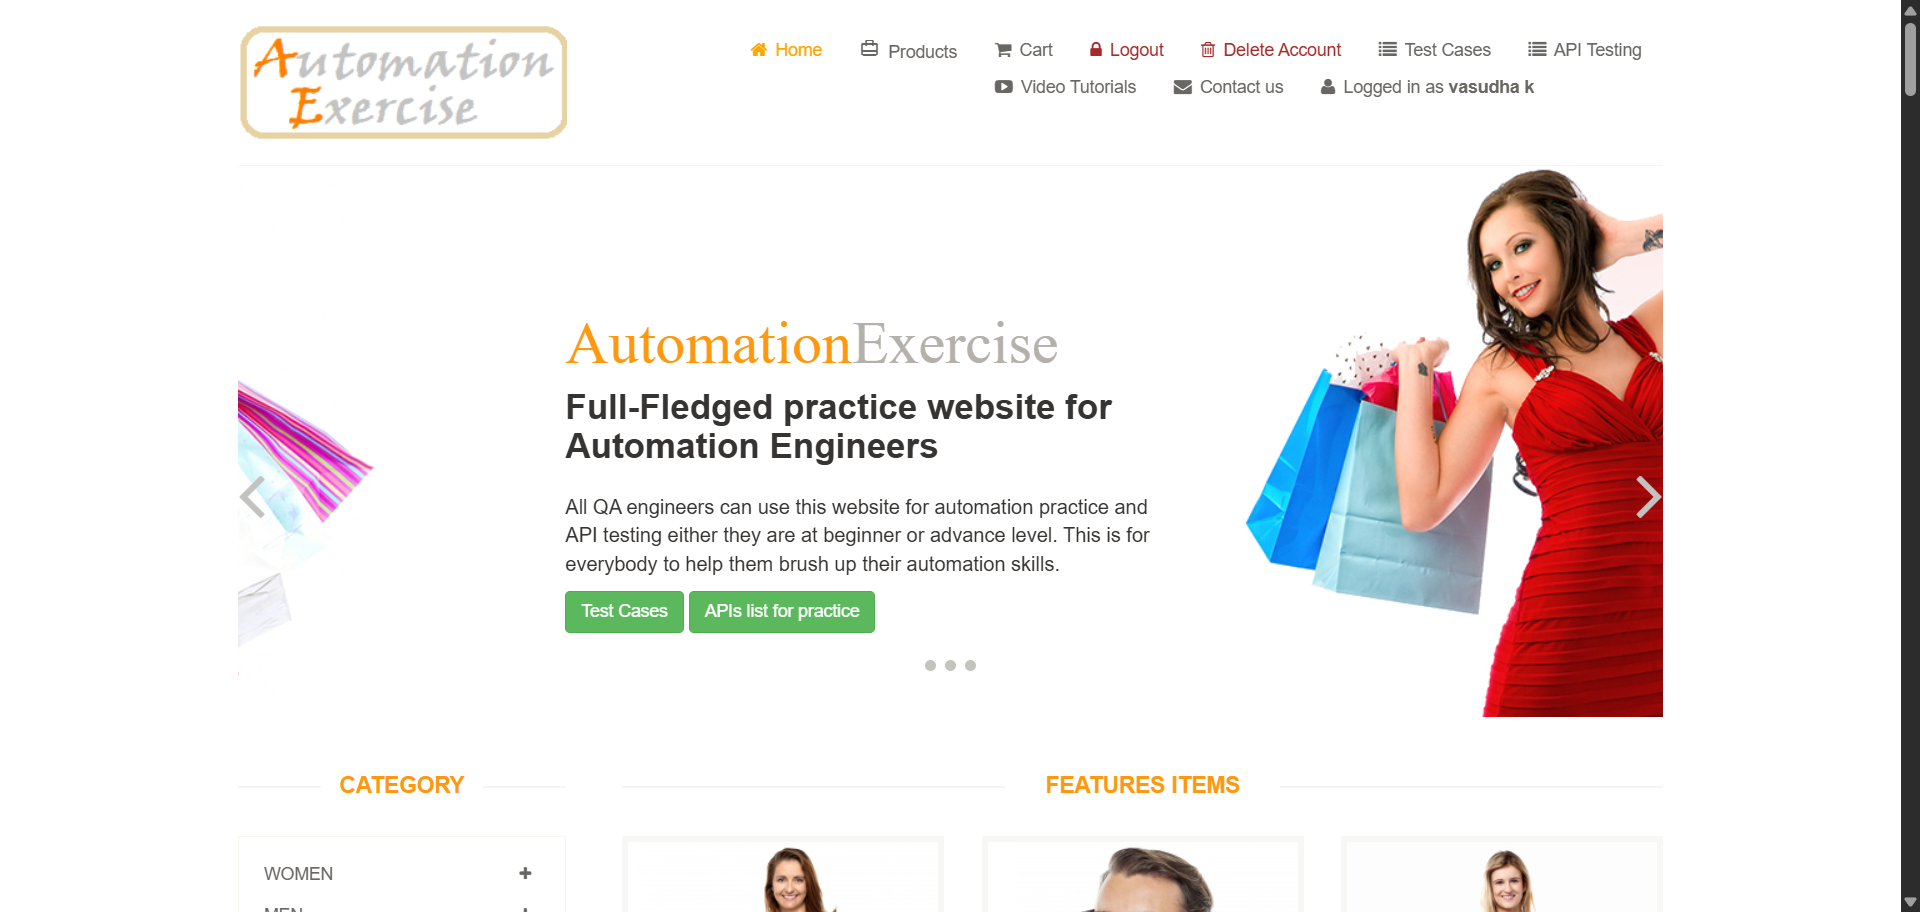 Automation
Exercise
Home Products Cart Logout Delete Account Test Cases API Testing
Video Tutorials Contact us Logged in as vasudha k
AutomationExercise
Full-Fledged practice website for
Automation Engineers
All QA engineers can use this website for automation practice and
API testing either they are at beginner or advance level. This is for
everybody to help them brush up their automation skills.
Test Cases APIs list for practice
CATEGORY
WOMEN
MEN
FEATURES ITEMS